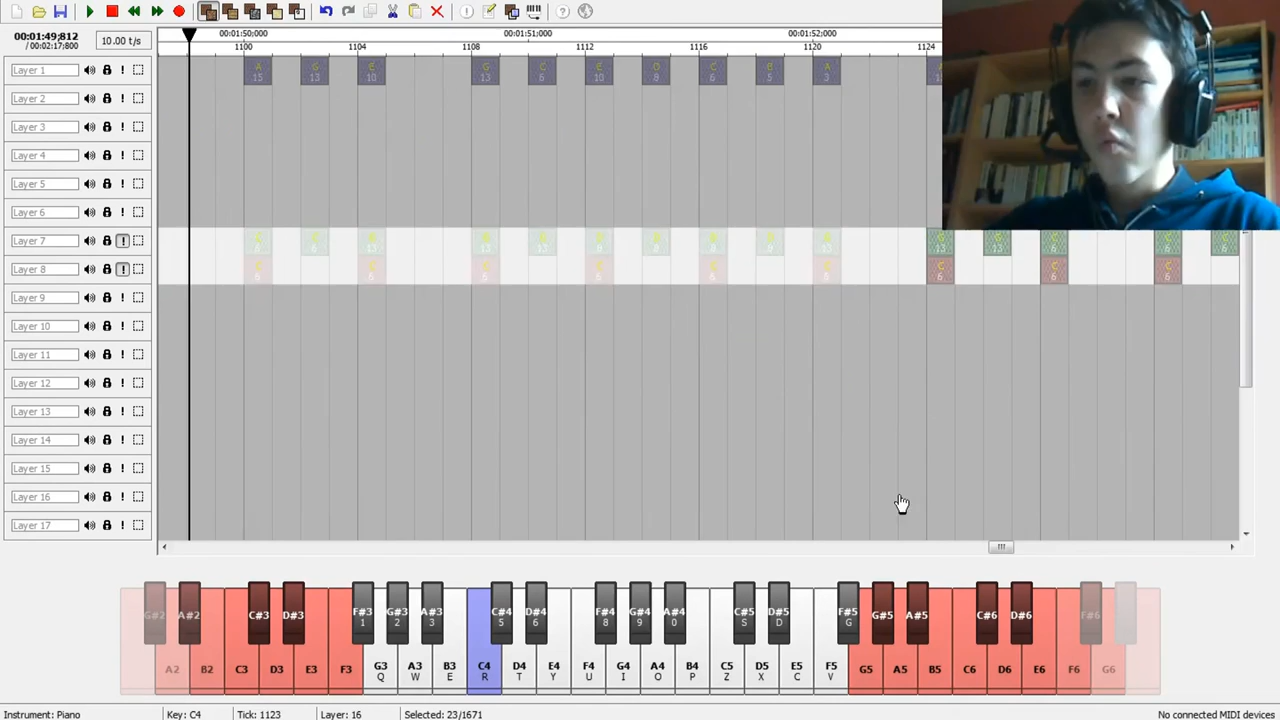 00:01:49;812
/ 00:02:17:800
10.00 t/s
00:01:50;000
00:01:51;000
00:01:52;000
1100
1104
1108
1112
1116
1120
1124
Layer 1
Layer 2
Layer 3
Layer 4
Layer 5
Layer 6
Layer 7
Layer 8
Layer 9
Layer 10
Layer 11
Layer 12
Layer 13
Layer 14
Layer 15
Layer 16
Layer 17
G#2 A#2 C#3 D#3 F#3 G#3 A#3 C#4 D#4 F#4 G#4 A#4 C#5 D#5 F#5 G#5 A#5 C#6 D#6 F#6
1 2 3 5 6 8 9 0 S D G
A2 B2 C3 D3 E3 F3 G3 A3 B3 C4 D4 E4 F4 G4 A4 B4 C5 D5 E5 F5 G5 A5 B5 C6 D6 E6 F6 G6
Q W E R T Y U I O P Z X C V
Instrument: Piano
Key: C4
Tick: 1123
Layer: 16
Selected: 23/1671
No connected MIDI devices